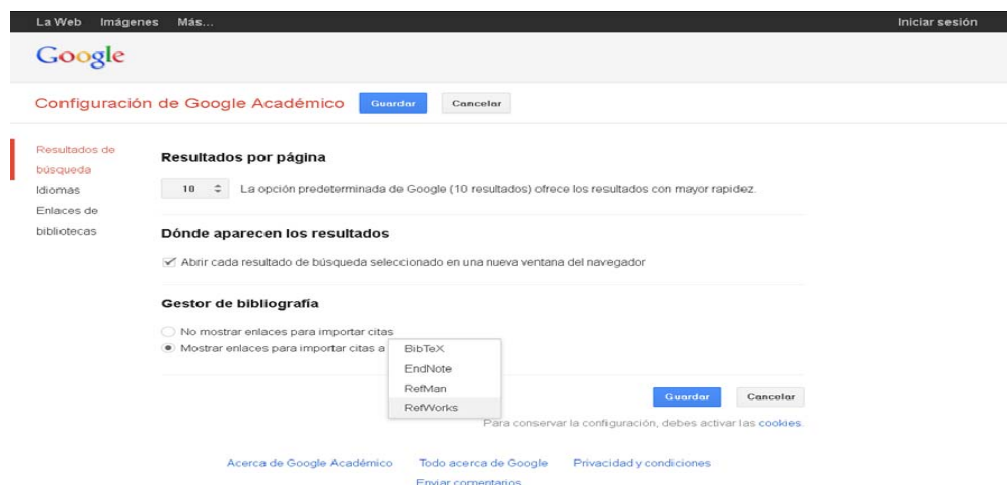 La Web Imágenes Más... Iniciar sesión
Google
Configuración de Google Académico Guardar Cancelar
Resultados de
búsqueda
Idiomas
Enlaces de
bibliotecas
Resultados por página
10 La opción predeterminada de Google (10 resultados) ofrece los resultados con mayor rapidez.
Dónde aparecen los resultados
Abrir cada resultado de búsqueda seleccionado en una nueva ventana del navegador
Gestor de bibliografía
No mostrar enlaces para importar citas
Mostrar enlaces para importar citas a
BibTeX
EndNote
RefMan
RefWorks
Guardar Cancelar
Para conservar la configuración, debes activar las cookies.
Acerca de Google Académico Todo acerca de Google Privacidad y condiciones
Enviar comentarios